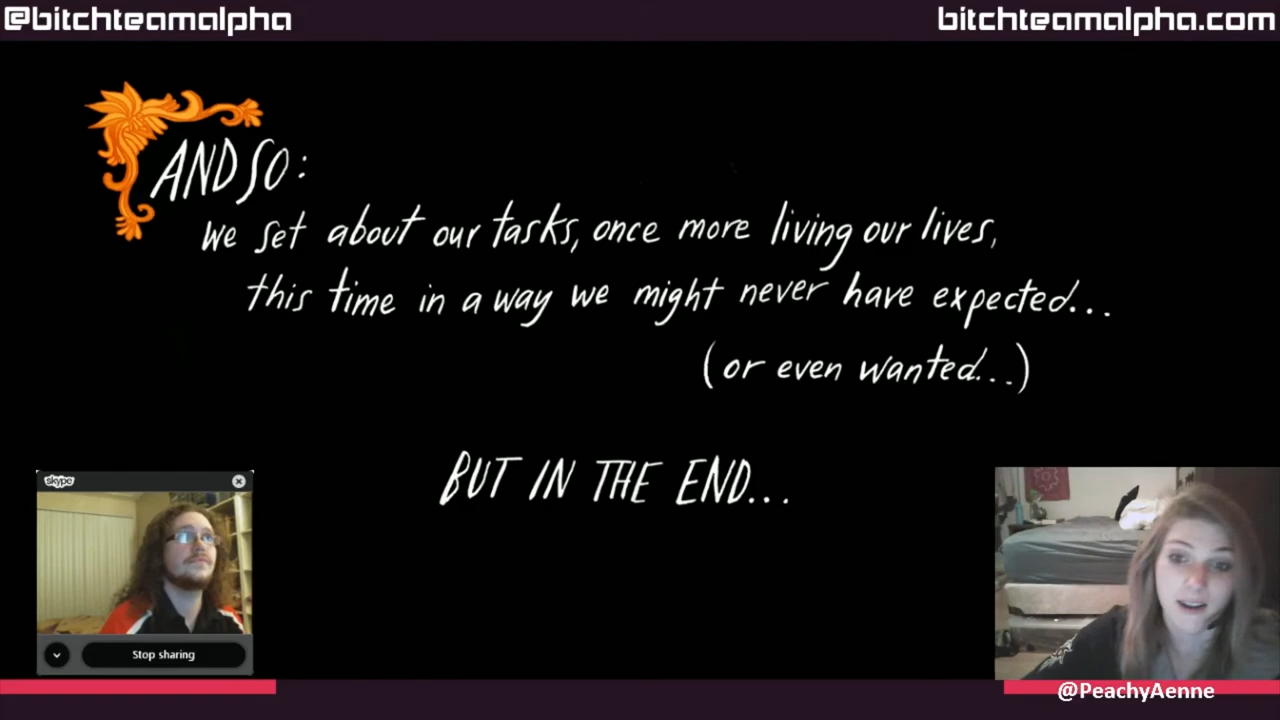 @bitchteamalpha
bitchteamalpha.com
AND SO:
we set about our tasks, once more living our lives,
this time in a way we might never have expected...
(or even wanted...)
BUT IN THE END...
skype
Stop sharing
@PeachyAenne